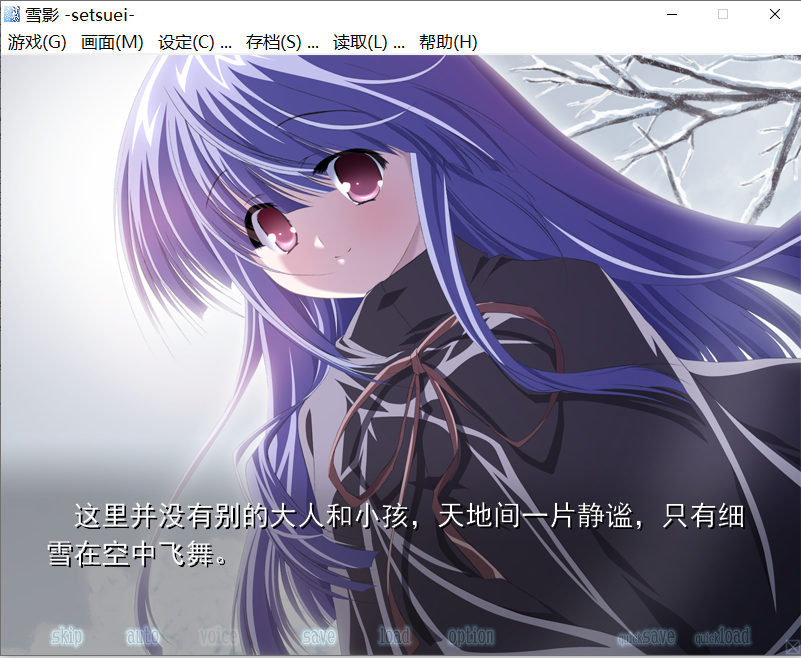 雪影 -setsuei-
游戏(G) 画面(M) 设定(C) ... 存档(S) ... 读取(L) ... 帮助(H)
这里并没有别的大人和小孩，天地间一片静谧，只有细
雪在空中飞舞。
skip auto voice save load option quicksave quickload